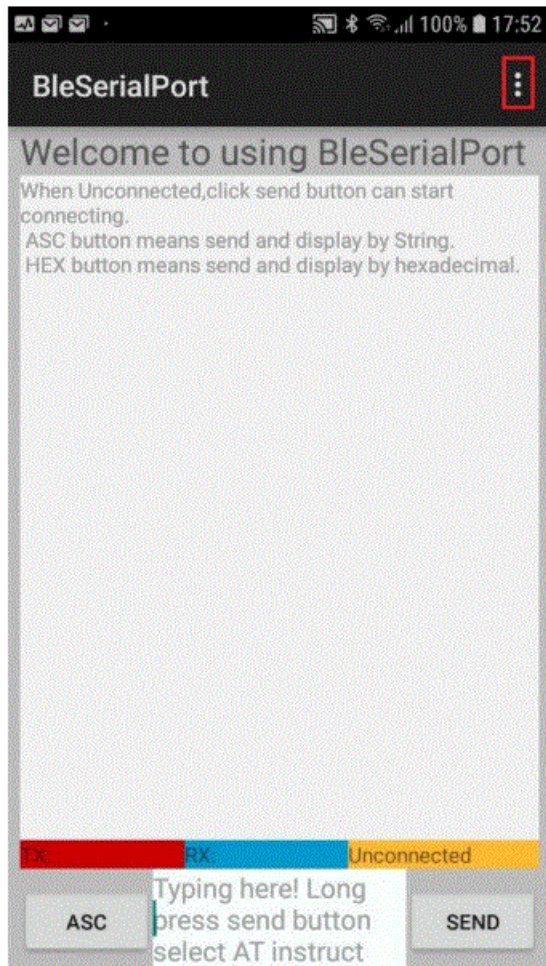 100% 17:52
BleSerialPort
Welcome to using BleSerialPort
When Unconnected,click send button can start
connecting.
ASC button means send and display by String.
HEX button means send and display by hexadecimal.
TX: RX: Unconnected
ASC
Typing here! Long
press send button
select AT instruct
SEND